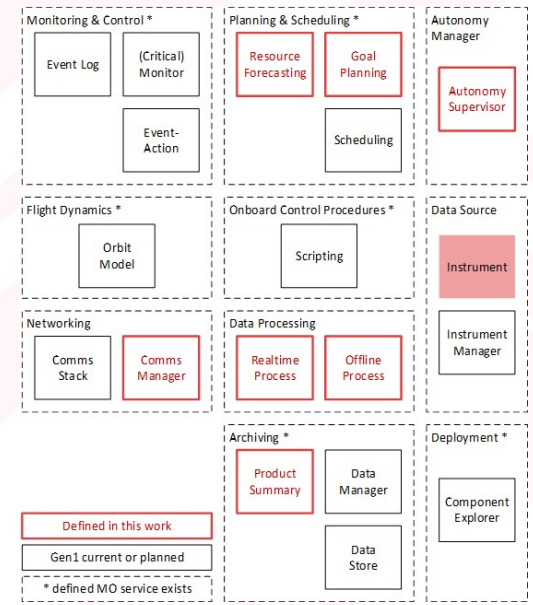 Monitoring & Control *
Event Log
(Critical)
Monitor
Event-
Action
Planning & Scheduling *
Resource
Forecasting
Goal
Planning
Scheduling
Autonomy
Manager
Autonomy
Supervisor
Flight Dynamics *
Orbit
Model
Onboard Control Procedures *
Scripting
Data Source
Instrument
Instrument
Manager
Networking
Comms
Stack
Comms
Manager
Data Processing
Realtime
Process
Offline
Process
Archiving *
Product
Summary
Data
Manager
Data
Store
Deployment *
Component
Explorer
Defined in this work
Gen1 current or planned
* defined MO service exists